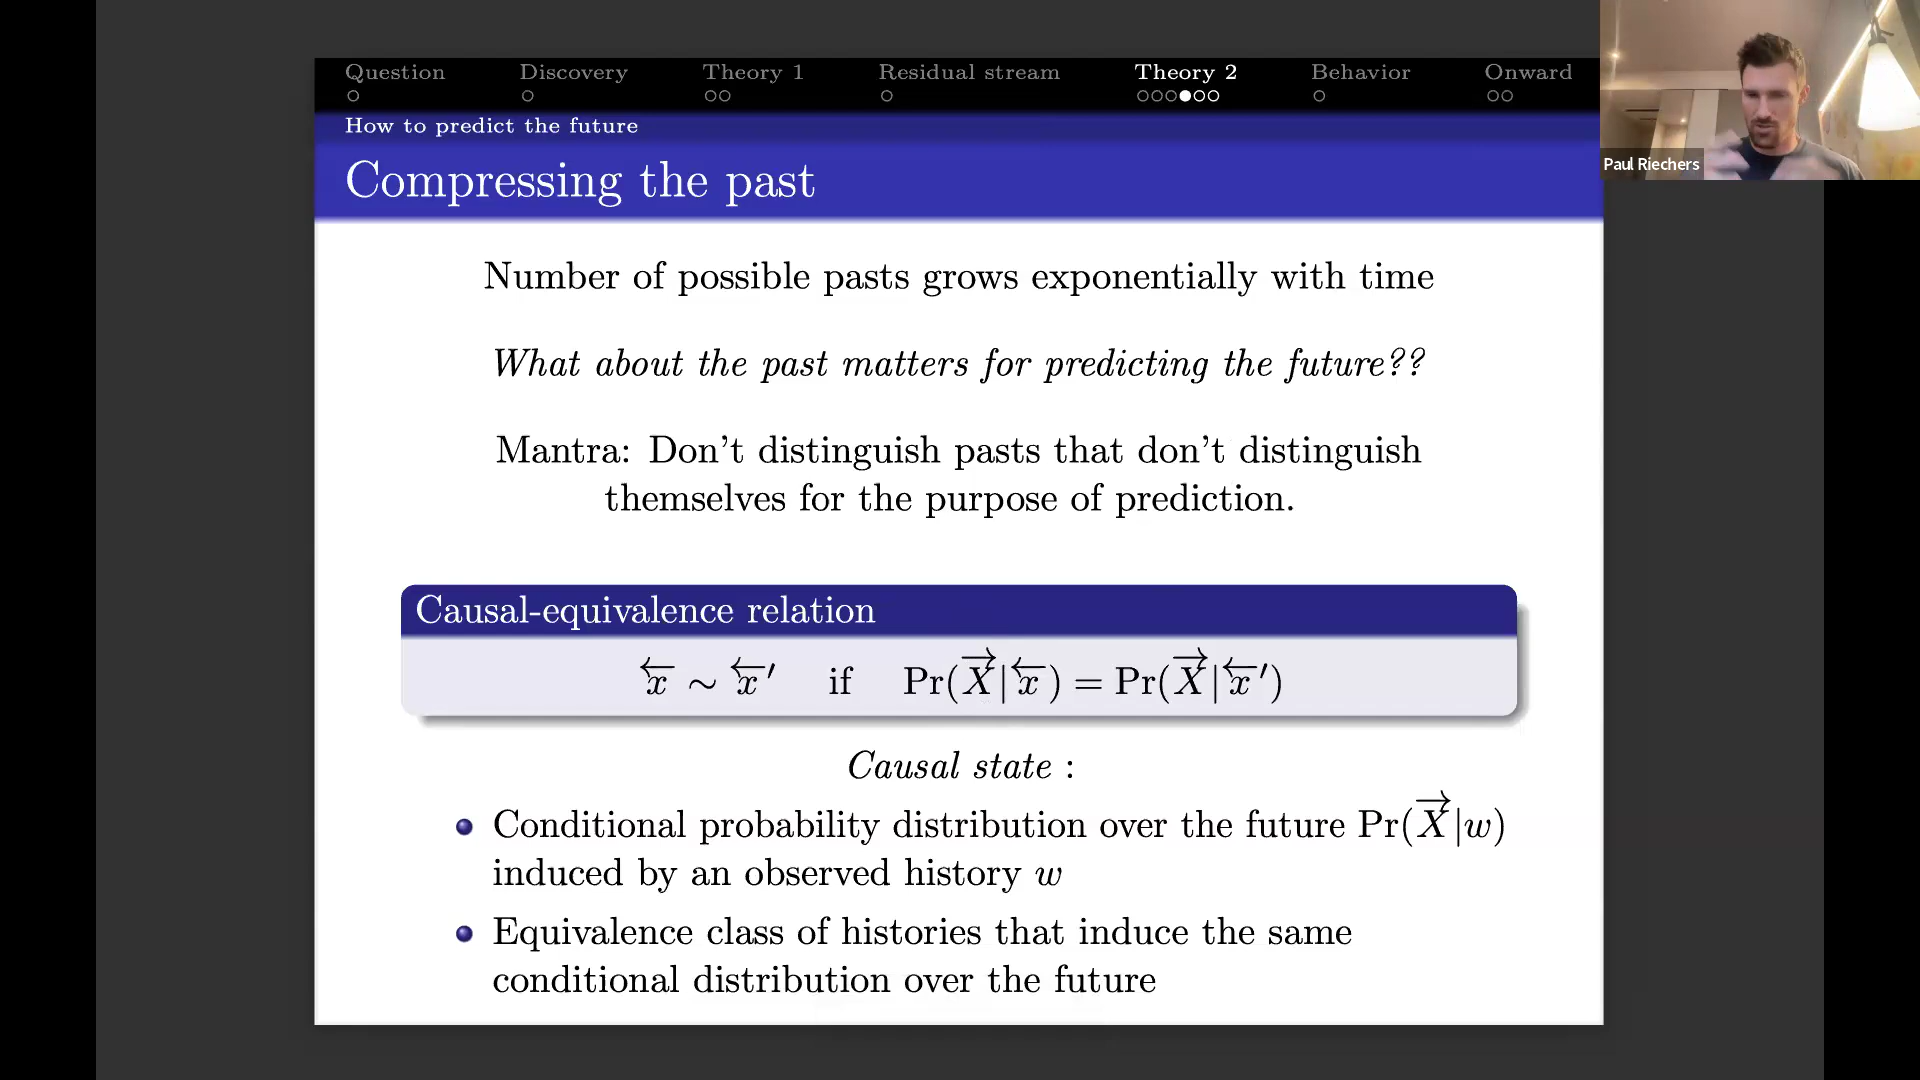 Question Discovery Theory 1 Residual stream Theory 2 Behavior Onward
How to predict the future
Compressing the past
Paul Riechers
Number of possible pasts grows exponentially with time
What about the past matters for predicting the future??
Mantra: Don't distinguish pasts that don't distinguish
themselves for the purpose of prediction.
Causal-equivalence relation
←x ∼ ←x′ if Pr(→X|←x) = Pr(→X|←x′)
Causal state :
Conditional probability distribution over the future Pr(→X|w)
induced by an observed history w
Equivalence class of histories that induce the same
conditional distribution over the future